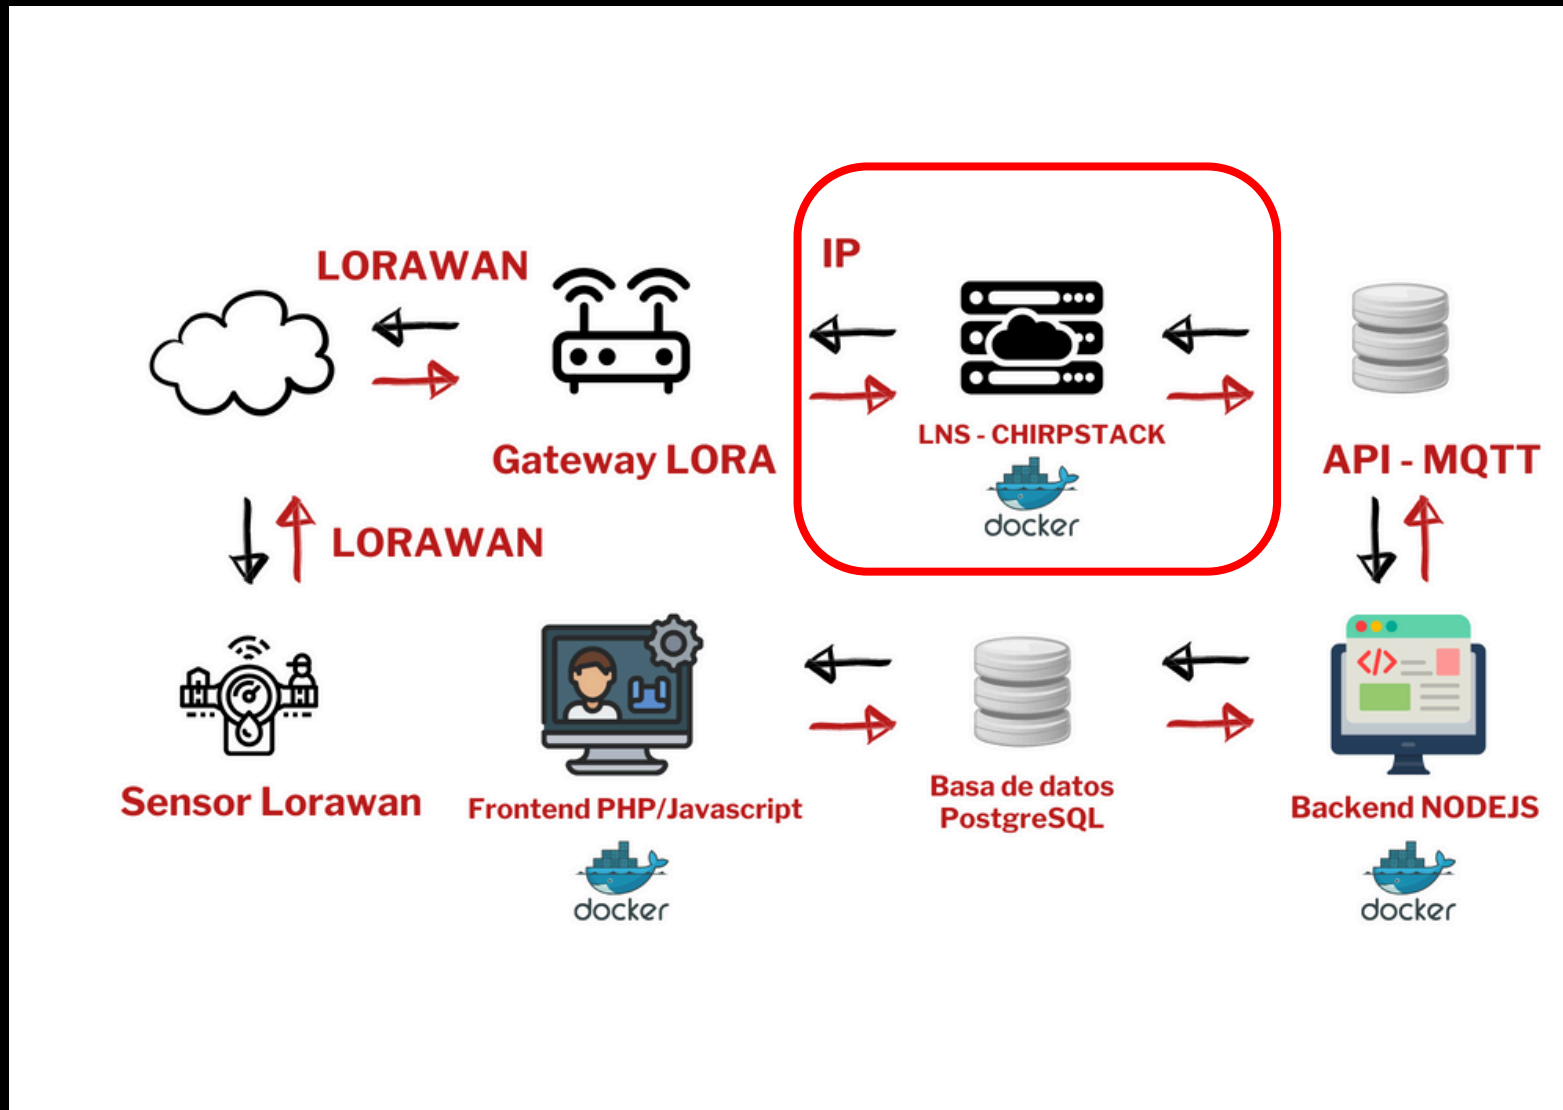 LORAWAN
IP
LNS - CHIRPSTACK
docker
Gateway LORA
API - MQTT
LORAWAN
</>
Sensor Lorawan
Frontend PHP/Javascript
docker
Basa de datos
PostgreSQL
Backend NODEJS
docker